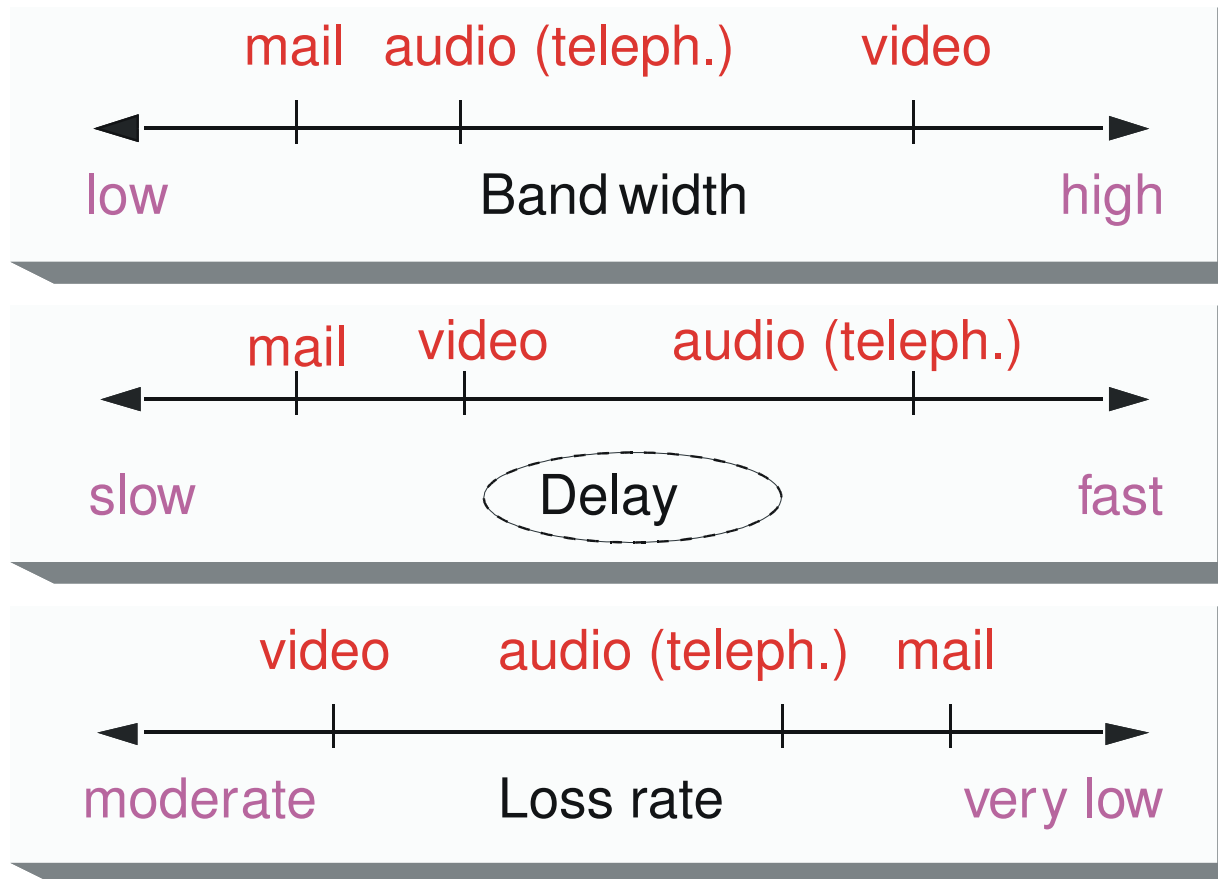 mail audio (teleph.) video
low Band width high
mail video audio (teleph.)
slow Delay fast
video audio (teleph.) mail
moderate Loss rate very low